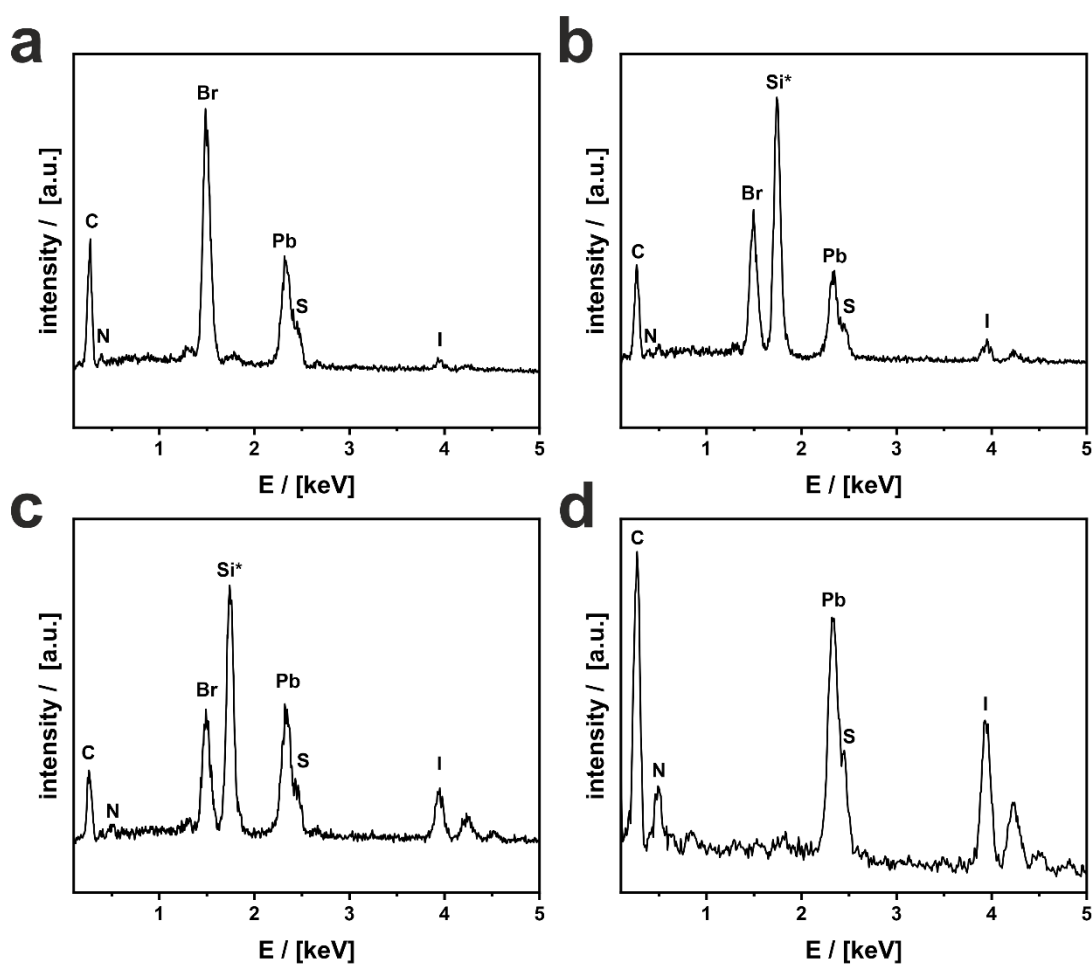 a
b
Br
C
N
Pb
S
I
intensity / [a.u.]
1 2 3 4 5
E / [keV]
Si*
Br
C
N
Pb
S
I
intensity / [a.u.]
1 2 3 4 5
E / [keV]
c
d
Si*
Br
Pb
C
N
S
I
intensity / [a.u.]
1 2 3 4 5
E / [keV]
C
Pb
N
S
I
intensity / [a.u.]
1 2 3 4 5
E / [keV]